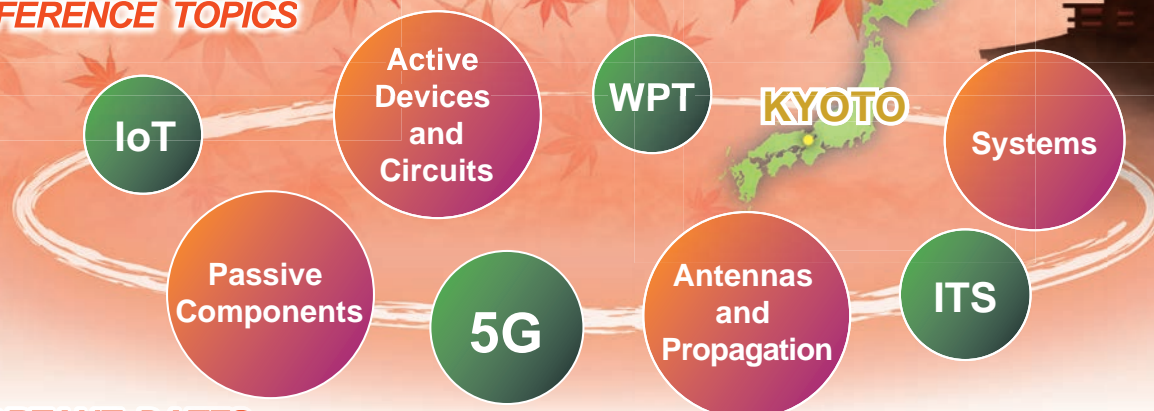 FERENCE TOPICS
IoT
Active
Devices
and
Circuits
WPT
KYOTO
Systems
Passive
Components
5G
Antennas
and
Propagation
ITS